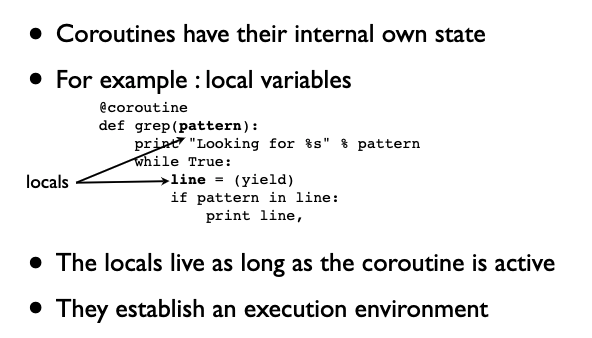 • Coroutines have their internal own state
• For example : local variables
@coroutine
def grep(pattern):
    print "Looking for %s" % pattern
    while True:
locals
        line = (yield)
        if pattern in line:
            print line,
• The locals live as long as the coroutine is active
• They establish an execution environment